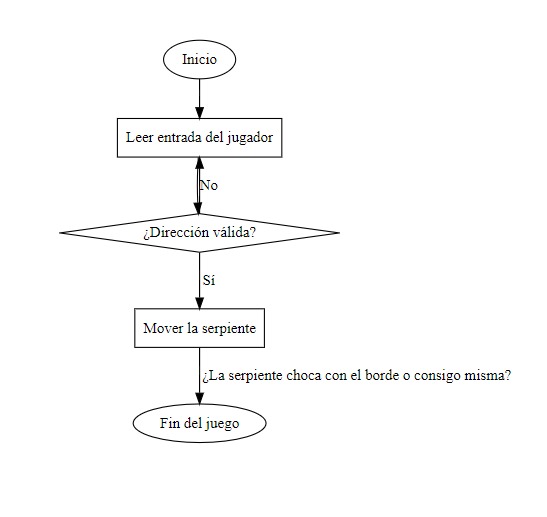 Inicio
Leer entrada del jugador
No
¿Dirección válida?
Sí
Mover la serpiente
¿La serpiente choca con el borde o consigo misma?
Fin del juego